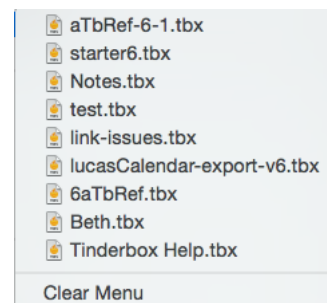 aTbRef-6-1.tbx
starter6.tbx
Notes.tbx
test.tbx
link-issues.tbx
lucasCalendar-export-v6.tbx
6aTbRef.tbx
Beth.tbx
Tinderbox Help.tbx
Clear Menu